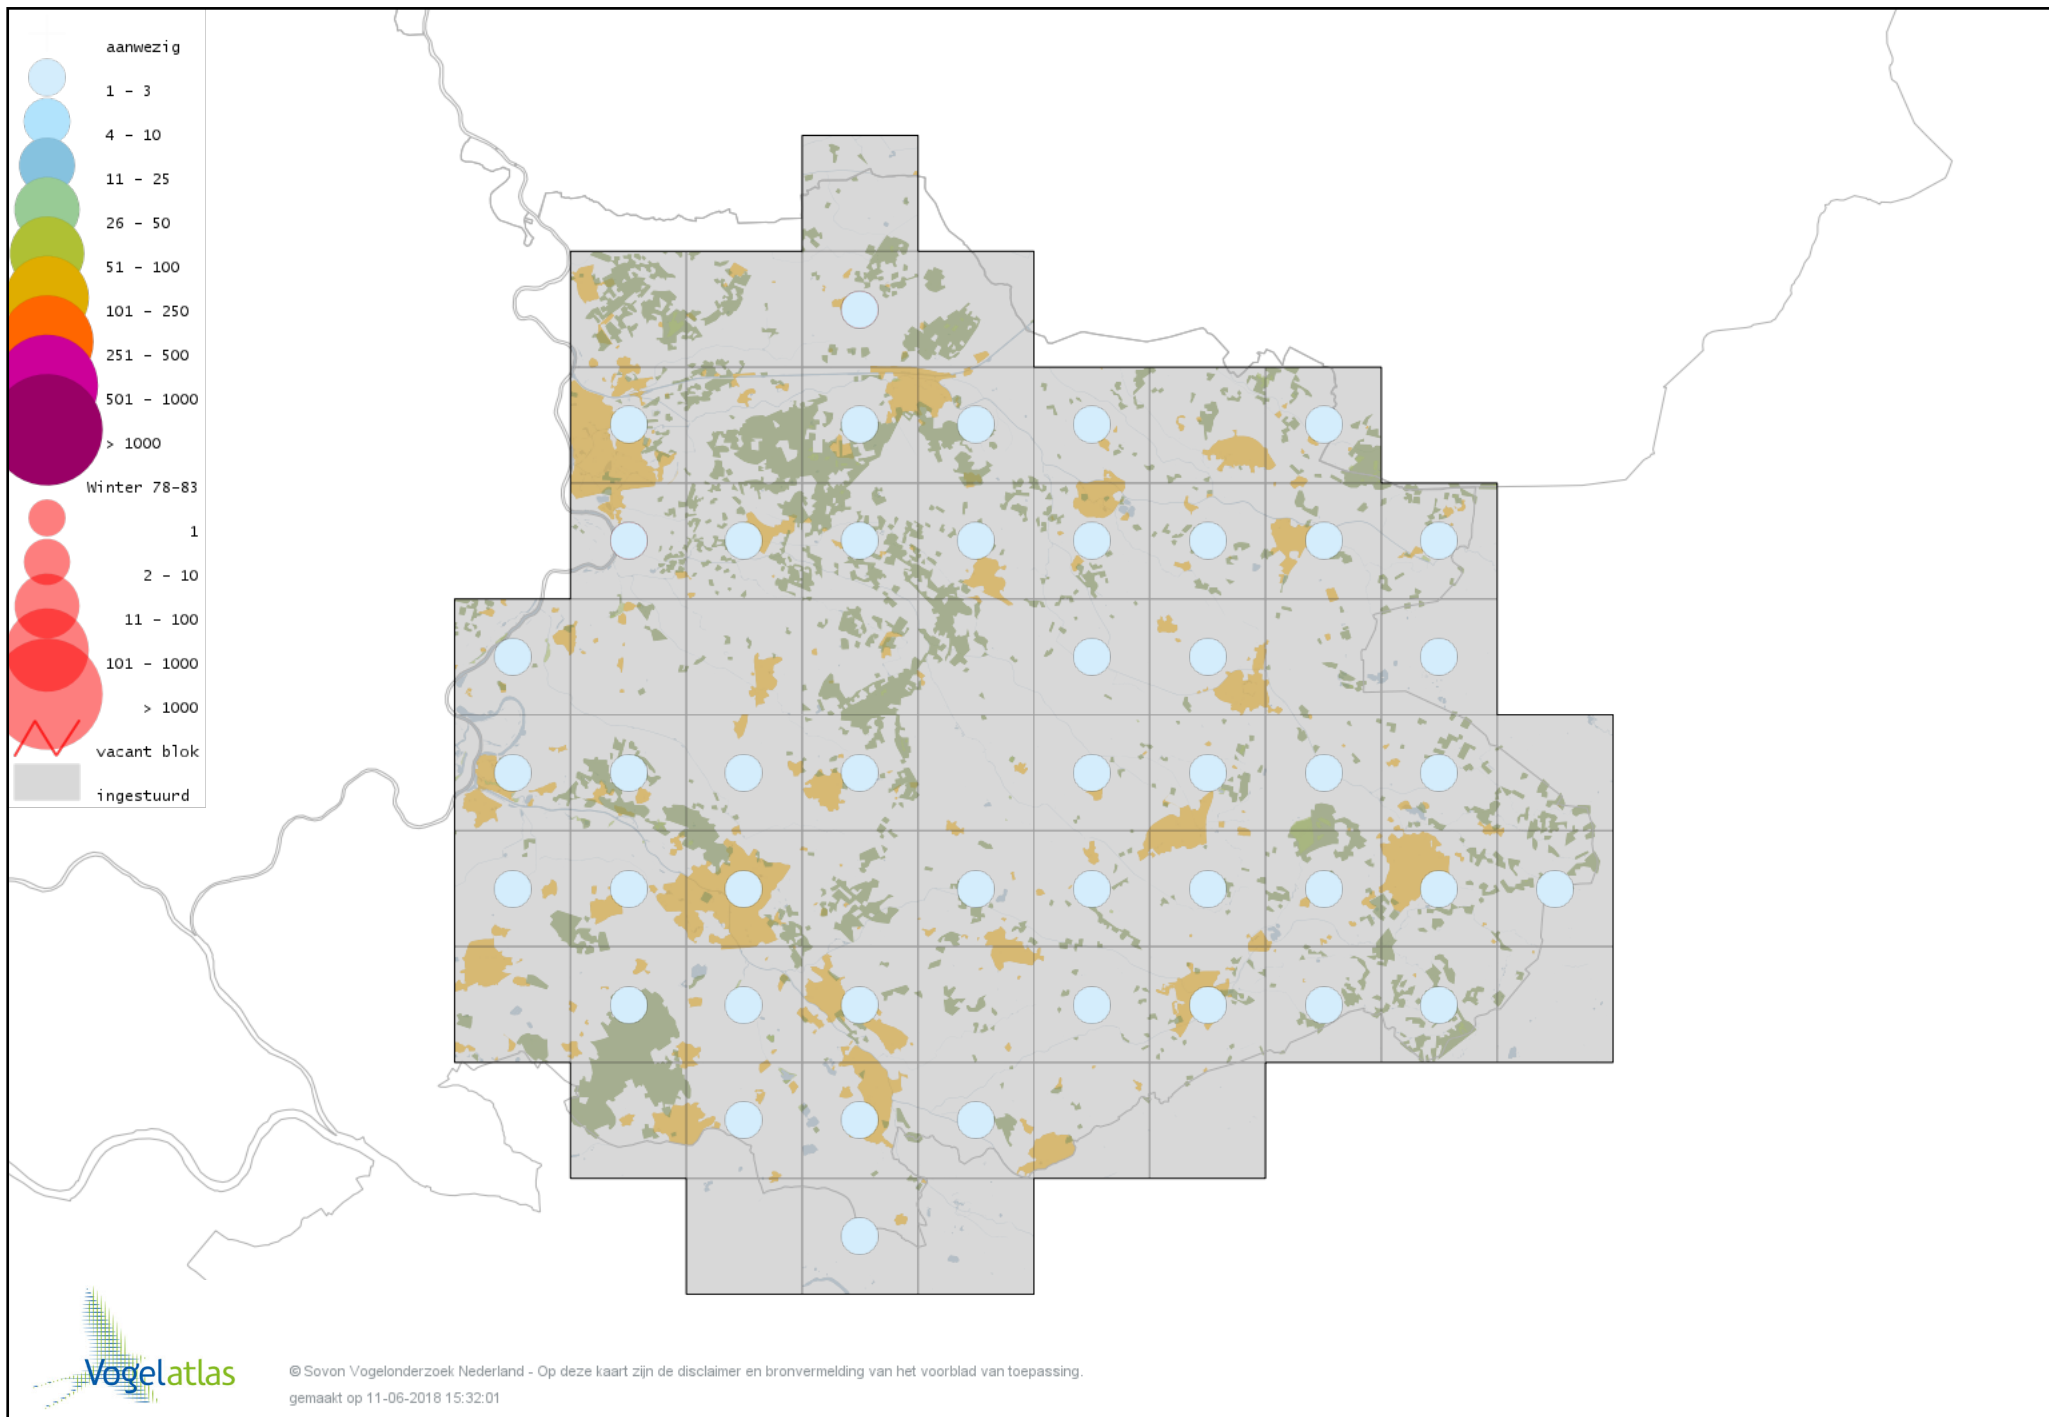 aanwezig
1 - 3
4 - 10
11 - 25
26 - 50
51 - 100
101 - 250
251 - 500
501 - 1000
> 1000
Winter 78-83
1
2 - 10
11 - 100
101 - 1000
> 1000
vacant blok
ingestuurd
Vogelatlas
© Sovon Vogelonderzoek Nederland - Op deze kaart zijn de disclaimer en bronvermelding van het voorblad van toepassing.
gemaakt op 11-06-2018 15:32:01